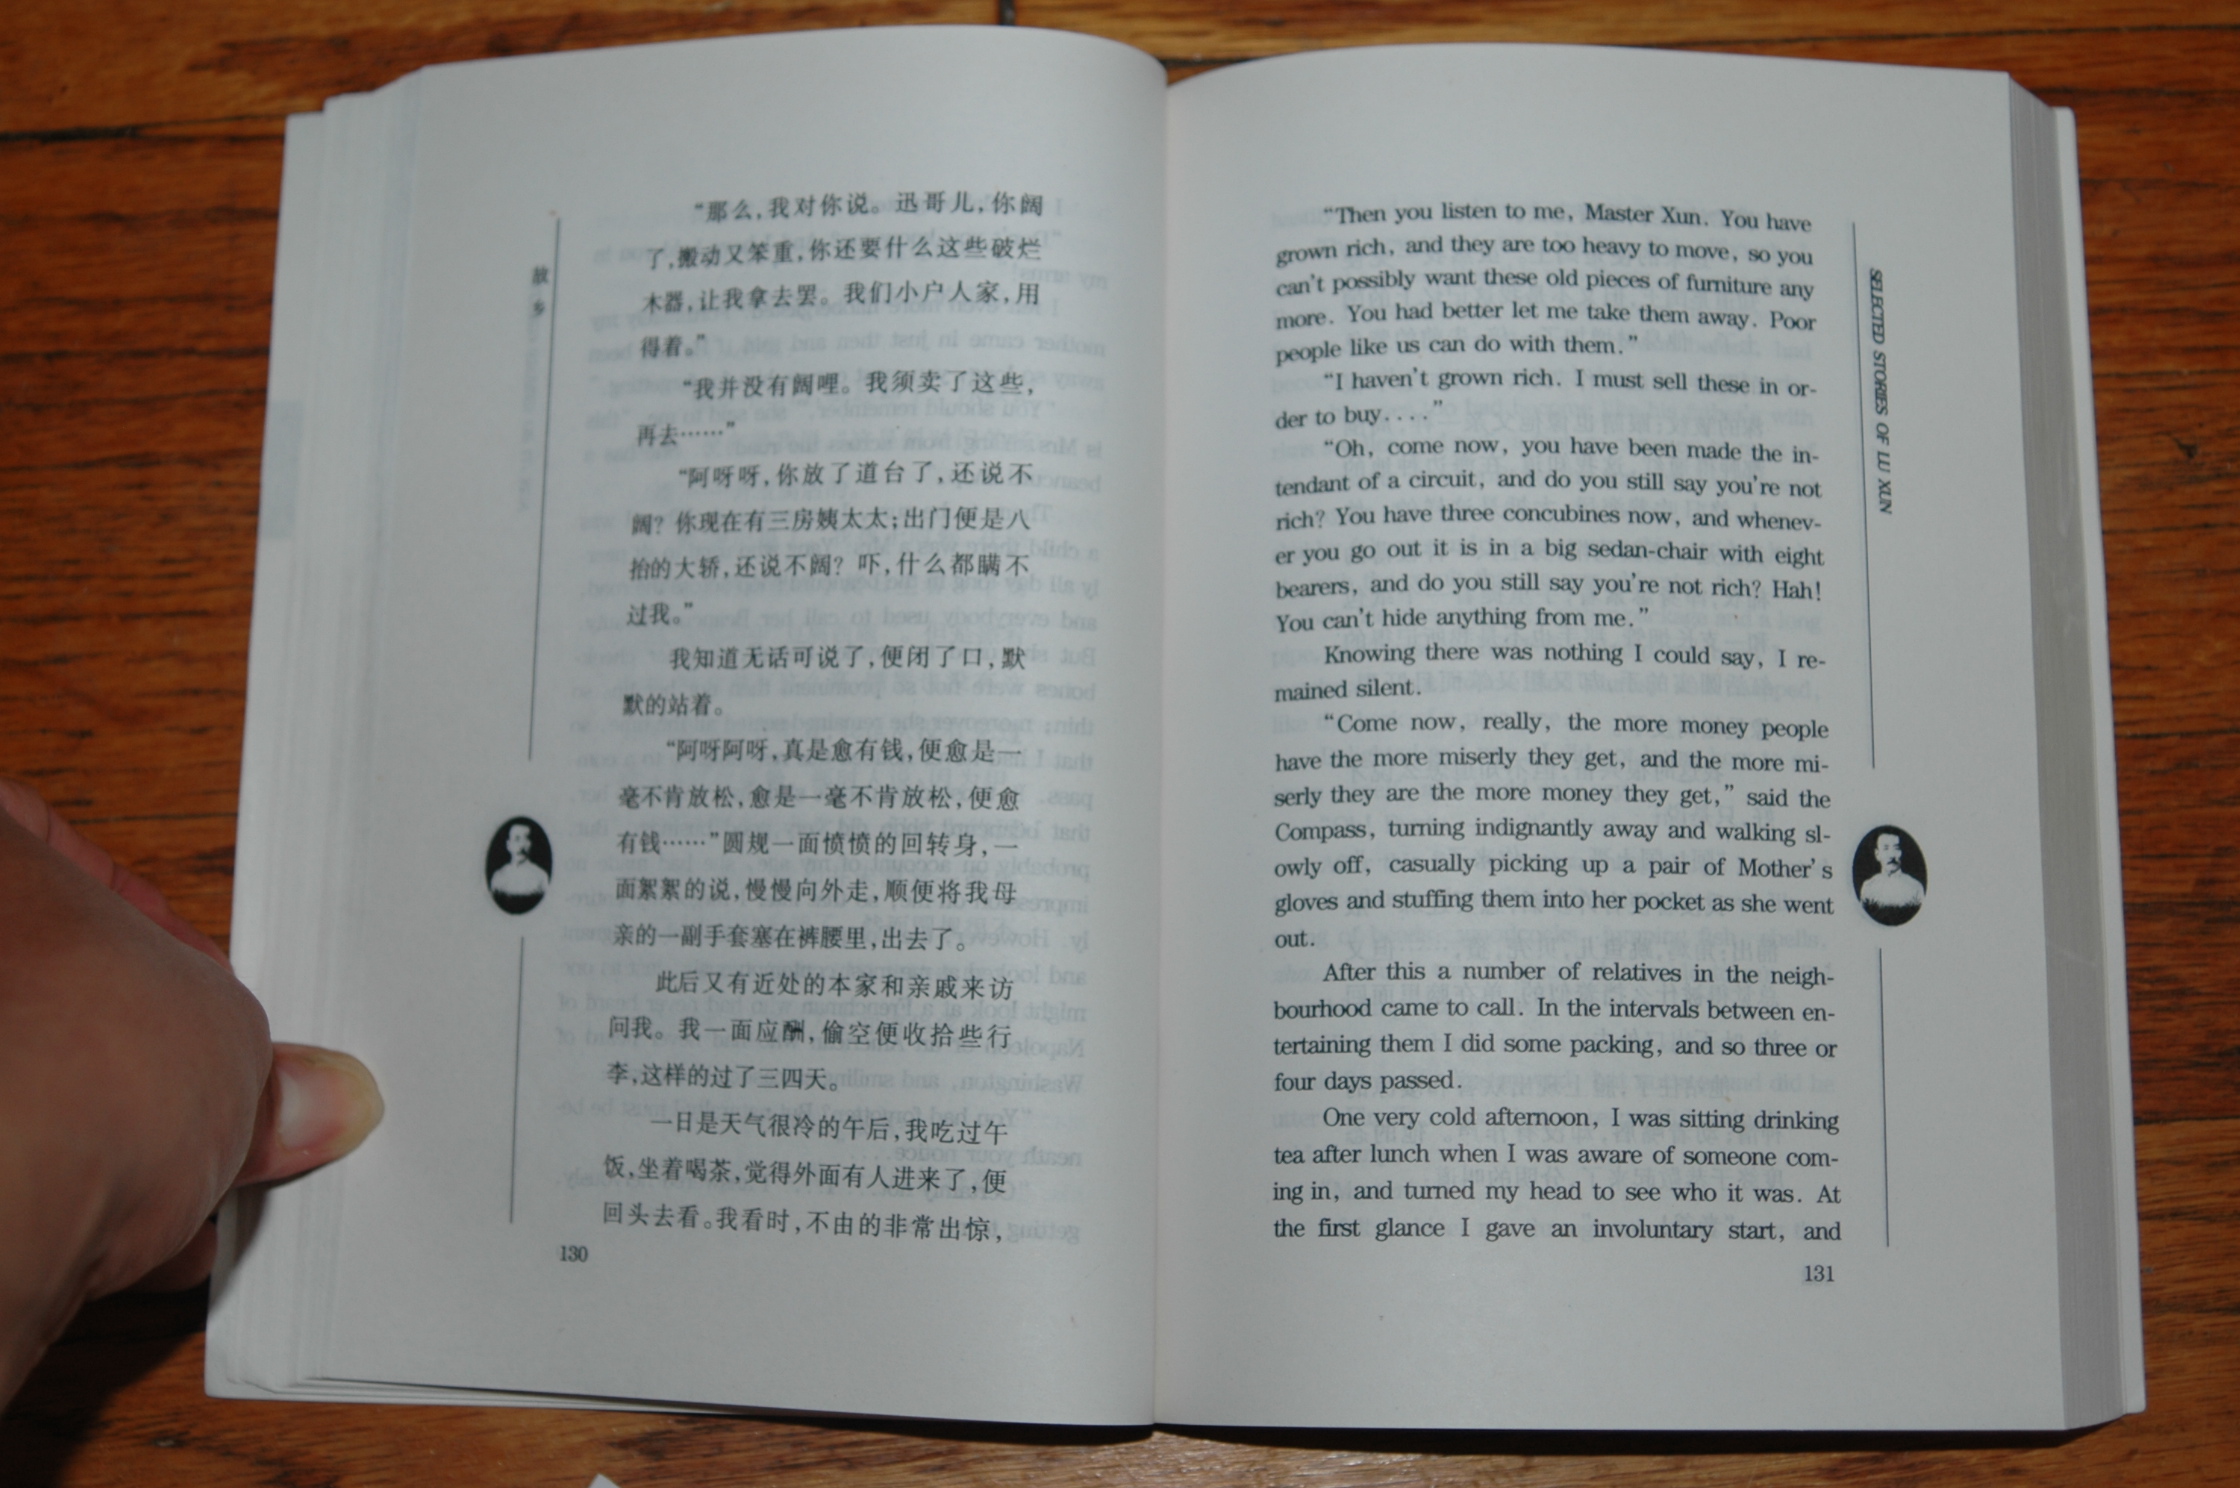 故乡
“那么,我对你说。迅哥儿,你阔
了,搬动又笨重,你还要什么这些破烂
木器,让我拿去罢。我们小户人家,用
得着。”
“我并没有阔哩。我须卖了这些,
再去……”
“阿呀呀,你放了道台了,还说不
阔?你现在有三房姨太太;出门便是八
抬的大轿,还说不阔?吓,什么都瞒不
过我。”
我知道无话可说了,便闭了口,默
默的站着。
“阿呀阿呀,真是愈有钱,便愈是一
毫不肯放松,愈是一毫不肯放松,便愈
有钱……”圆规一面愤愤的回转身,一
面絮絮的说,慢慢向外走,顺便将我母
亲的一副手套塞在裤腰里,出去了。
此后又有近处的本家和亲戚来访
问我。我一面应酬,偷空便收拾些行
李,这样的过了三四天。
一日是天气很冷的午后,我吃过午
饭,坐着喝茶,觉得外面有人进来了,便
回头去看。我看时,不由的非常出惊,
130
SELECTED STORIES OF LU XUN
“Then you listen to me, Master Xun. You have
grown rich, and they are too heavy to move, so you
can't possibly want these old pieces of furniture any
more. You had better let me take them away. Poor
people like us can do with them.”
“I haven't grown rich. I must sell these in or-
der to buy....”
“Oh, come now, you have been made the in-
tendant of a circuit, and do you still say you're not
rich? You have three concubines now, and whenev-
er you go out it is in a big sedan-chair with eight
bearers, and do you still say you're not rich? Hah!
You can't hide anything from me.”
Knowing there was nothing I could say, I re-
mained silent.
“Come now, really, the more money people
have the more miserly they get, and the more mi-
serly they are the more money they get,” said the
Compass, turning indignantly away and walking sl-
owly off, casually picking up a pair of Mother's
gloves and stuffing them into her pocket as she went
out.
After this a number of relatives in the neigh-
bourhood came to call. In the intervals between en-
tertaining them I did some packing, and so three or
four days passed.
One very cold afternoon, I was sitting drinking
tea after lunch when I was aware of someone com-
ing in, and turned my head to see who it was. At
the first glance I gave an involuntary start, and
131